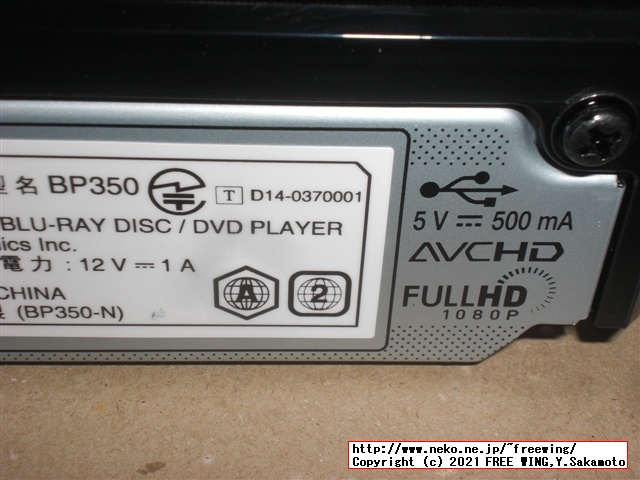 型名 BP350
T D14-0370001
BLU-RAY DISC / DVD PLAYER
nics Inc.
電力 : 12 V ⎓ 1 A
CHINA
(BP350-N)
A
2
5 V ⎓ 500 mA
AVCHD
FULL HD
1080P
http://www.neko.ne.jp/~freewing/
Copyright (c) 2021 FREE WING,Y.Sakamoto